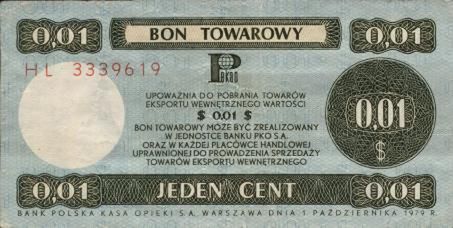 0,01 BON TOWAROWY 0,01
HL 3339619
P
BKBO
UPOWAŻNIA DO POBRANIA TOWARÓW
EKSPORTU WEWNĘTRZNEGO WARTOŚCI
$ 0,01 $
BON TOWAROWY MOŻE BYĆ ZREALIZOWANY
W JEDNOSTCE BANKU PKO S.A.
ORAZ W KAŻDEJ PLACÓWCE HANDLOWEJ
UPRAWNIONEJ DO PROWADZENIA SPRZEDAŻY
TOWARÓW EKSPORTU WEWNĘTRZNEGO
0,01
$
0,01 JEDEN CENT 0,01
BANK POLSKA KASA OPIEKI S.A. WARSZAWA DNIA 1 PAŹDZIERNIKA 1979 R.